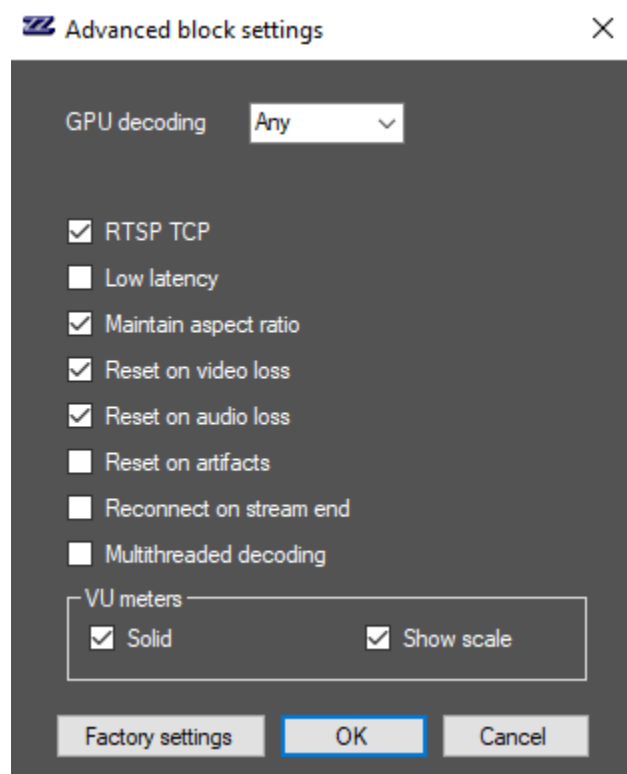 Advanced block settings
GPU decoding Any
RTSP TCP
Low latency
Maintain aspect ratio
Reset on video loss
Reset on audio loss
Reset on artifacts
Reconnect on stream end
Multithreaded decoding
VU meters
Solid Show scale
Factory settings OK Cancel